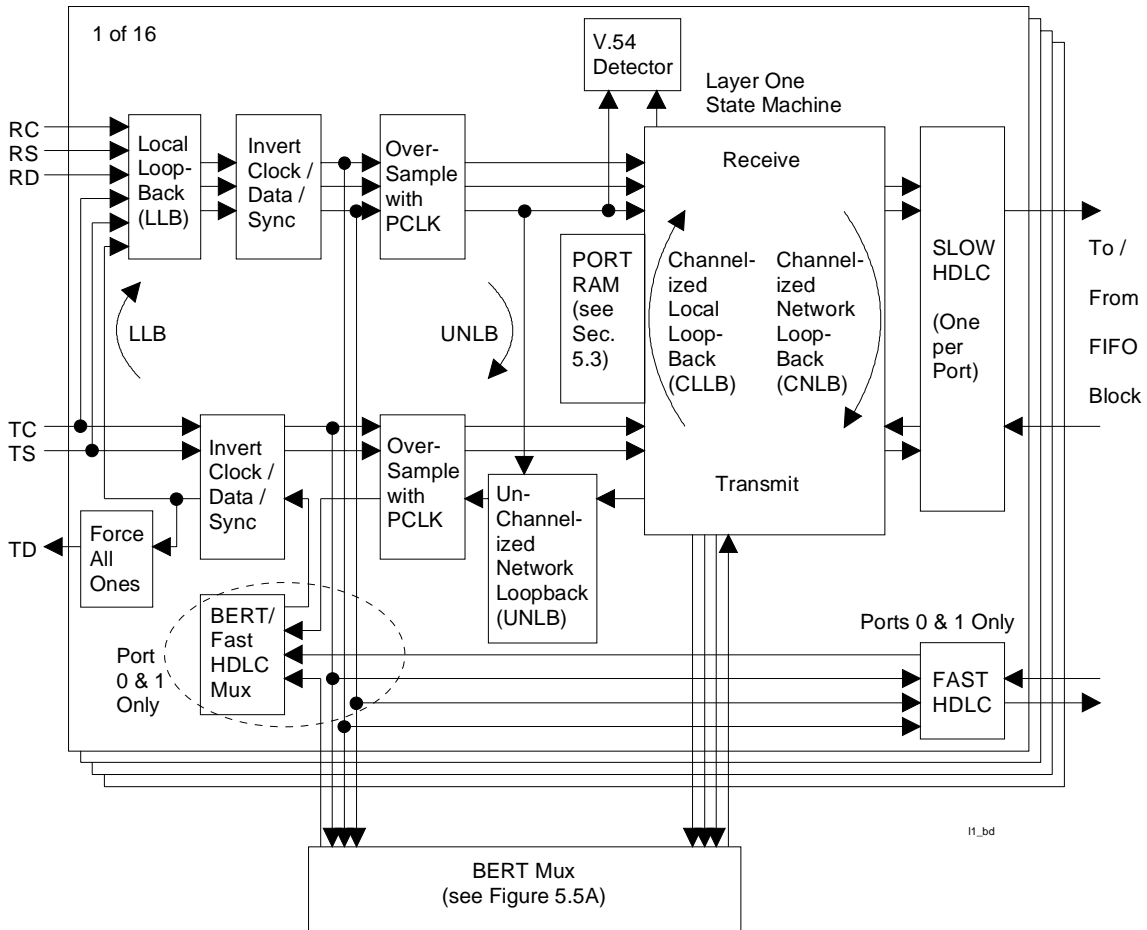 1 of 16
V.54
Detector
Layer One
State Machine
RC
RS
RD
Local
Loop-
Back
(LLB)
Invert
Clock /
Data /
Sync
Over-
Sample
with
PCLK
Receive
PORT
RAM
(see
Sec.
5.3)
Channel-
ized
Local
Loop-
Back
(CLLB)
Channel-
ized
Network
Loop-
Back
(CNLB)
SLOW
HDLC
(One
per
Port)
To /
From
FIFO
Block
LLB
UNLB
TC
TS
TD
Invert
Clock /
Data /
Sync
Over-
Sample
with
PCLK
Un-
Channel-
ized
Network
Loopback
(UNLB)
Transmit
Force
All
Ones
BERT/
Fast
HDLC
Mux
Port
0 & 1
Only
Ports 0 & 1 Only
FAST
HDLC
l1_bd
BERT Mux
(see Figure 5.5A)